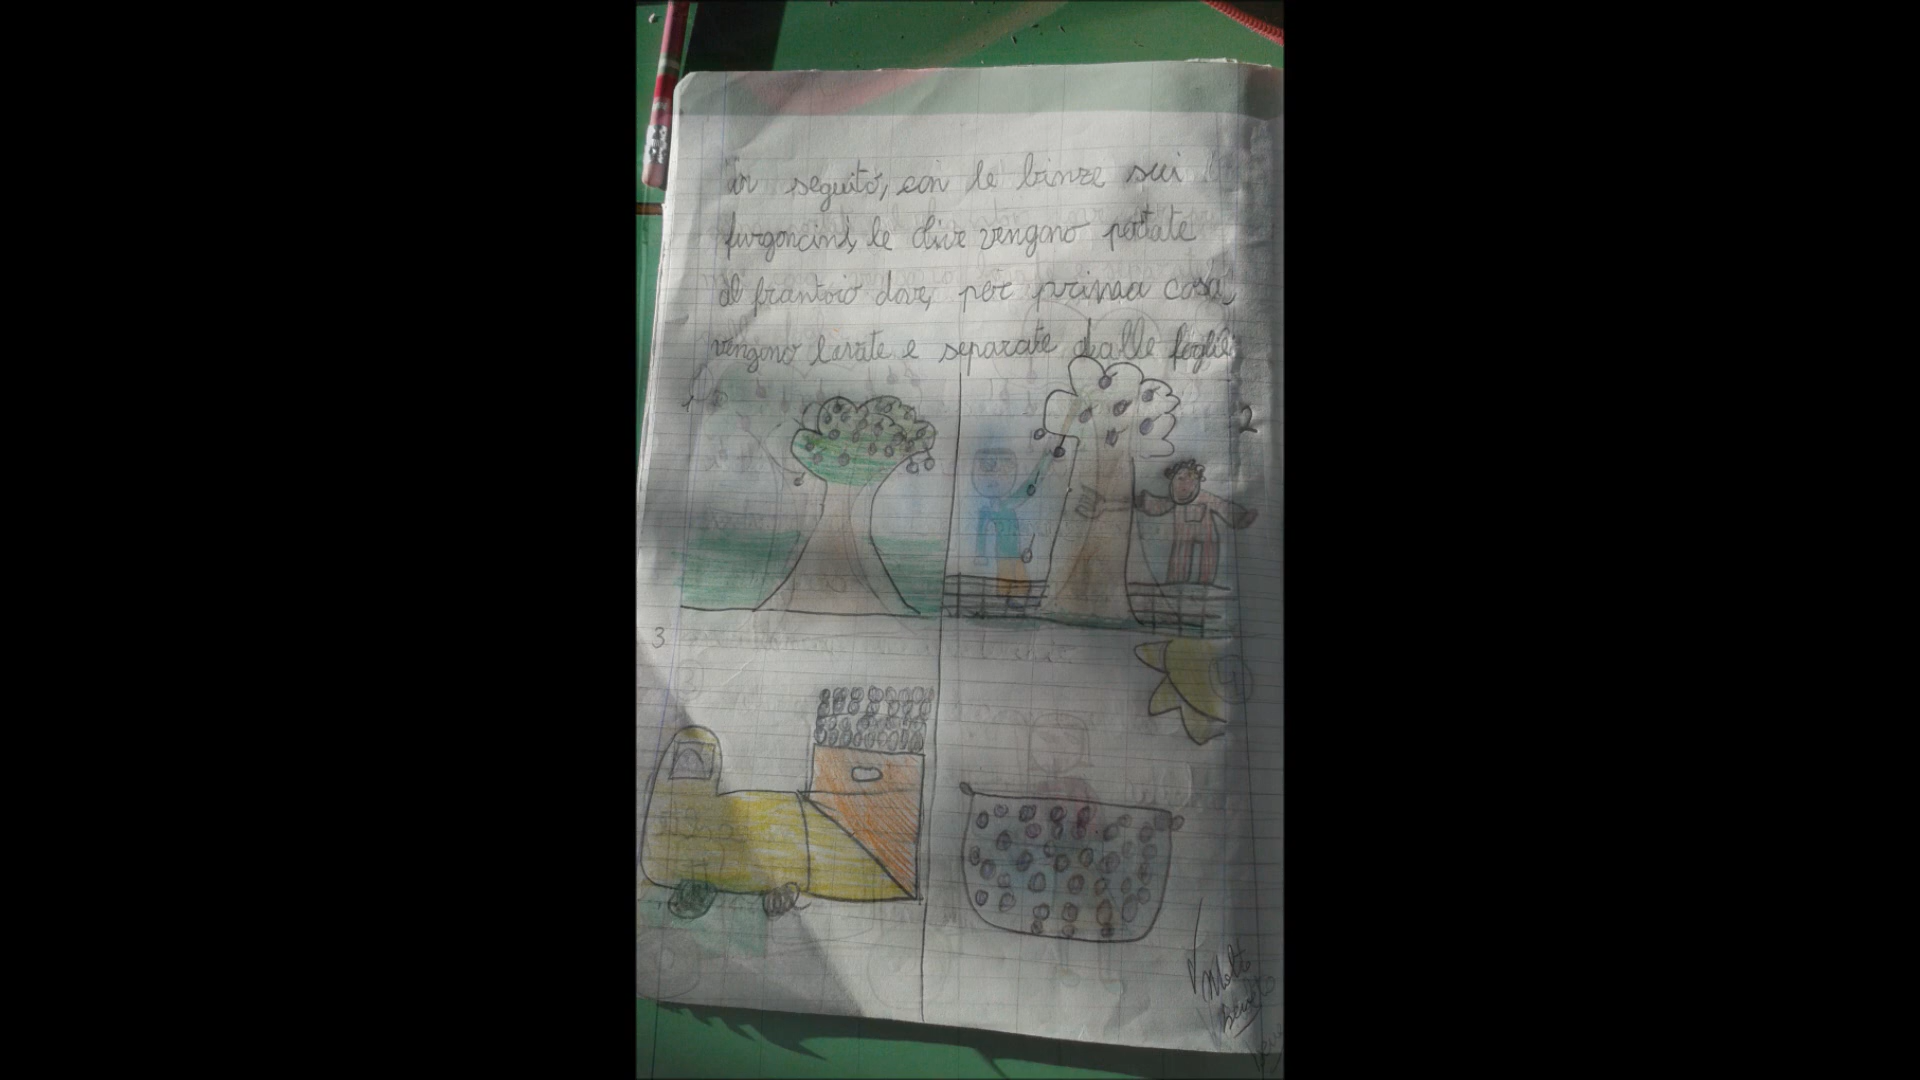 in seguito, con le binze sui
furgoncini, le olive vengono portate
al frantoio dove, per prima cosa,
vengono lavate e separate dalle foglie
1
2
3
4
Molto